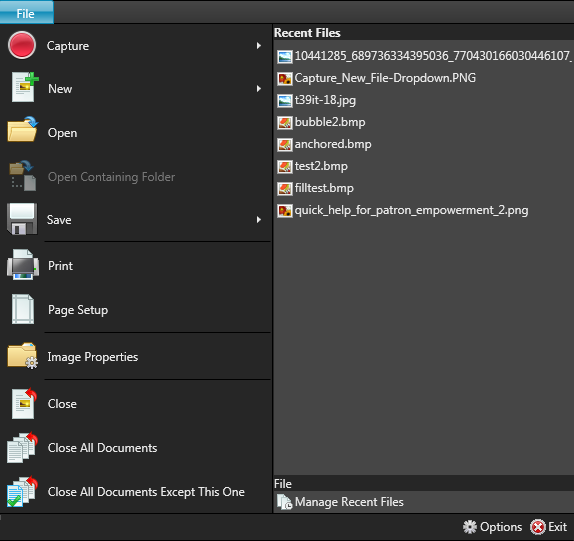 File
Capture
New
Open
Open Containing Folder
Save
Print
Page Setup
Image Properties
Close
Close All Documents
Close All Documents Except This One
Recent Files
10441285_689736334395036_770430166030446107_
Capture_New_File-Dropdown.PNG
t39it-18.jpg
bubble2.bmp
anchored.bmp
test2.bmp
filltest.bmp
quick_help_for_patron_empowerment_2.png
File
Manage Recent Files
Options
Exit